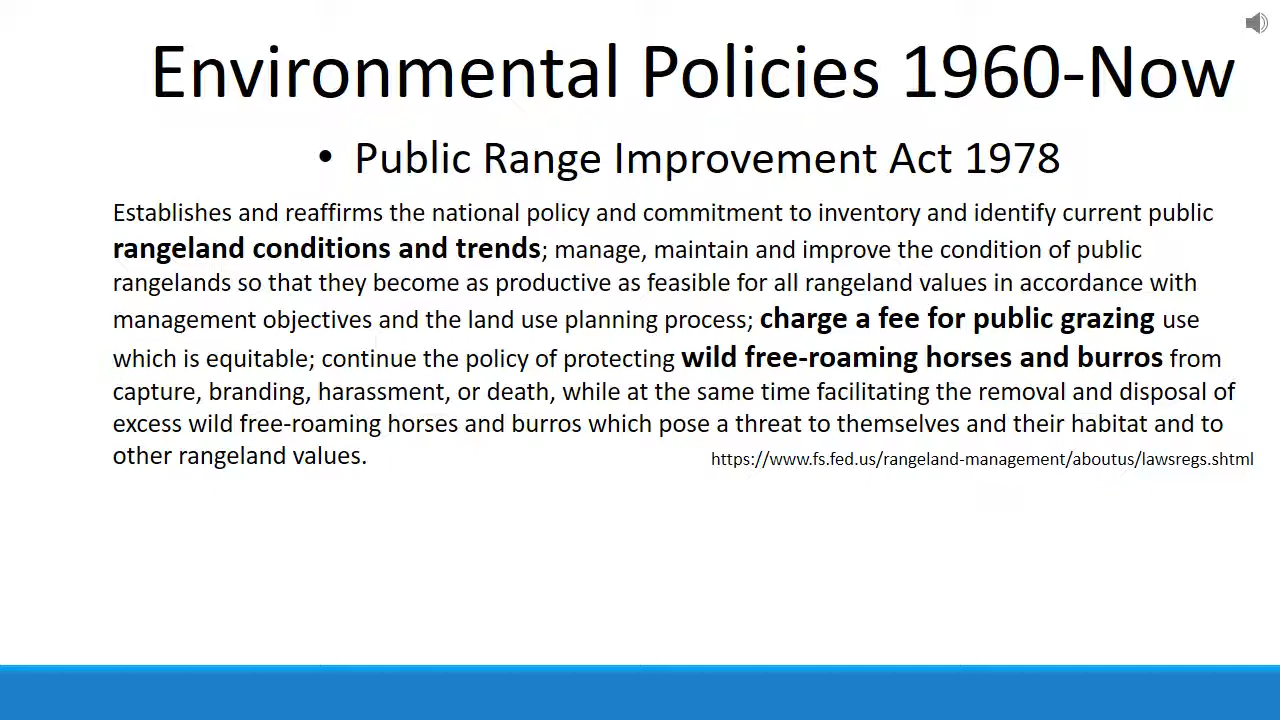 Environmental Policies 1960-Now
• Public Range Improvement Act 1978
Establishes and reaffirms the national policy and commitment to inventory and identify current public
rangeland conditions and trends; manage, maintain and improve the condition of public
rangelands so that they become as productive as feasible for all rangeland values in accordance with
management objectives and the land use planning process; charge a fee for public grazing use
which is equitable; continue the policy of protecting wild free-roaming horses and burros from
capture, branding, harassment, or death, while at the same time facilitating the removal and disposal of
excess wild free-roaming horses and burros which pose a threat to themselves and their habitat and to
other rangeland values.
https://www.fs.fed.us/rangeland-management/aboutus/lawsregs.shtml